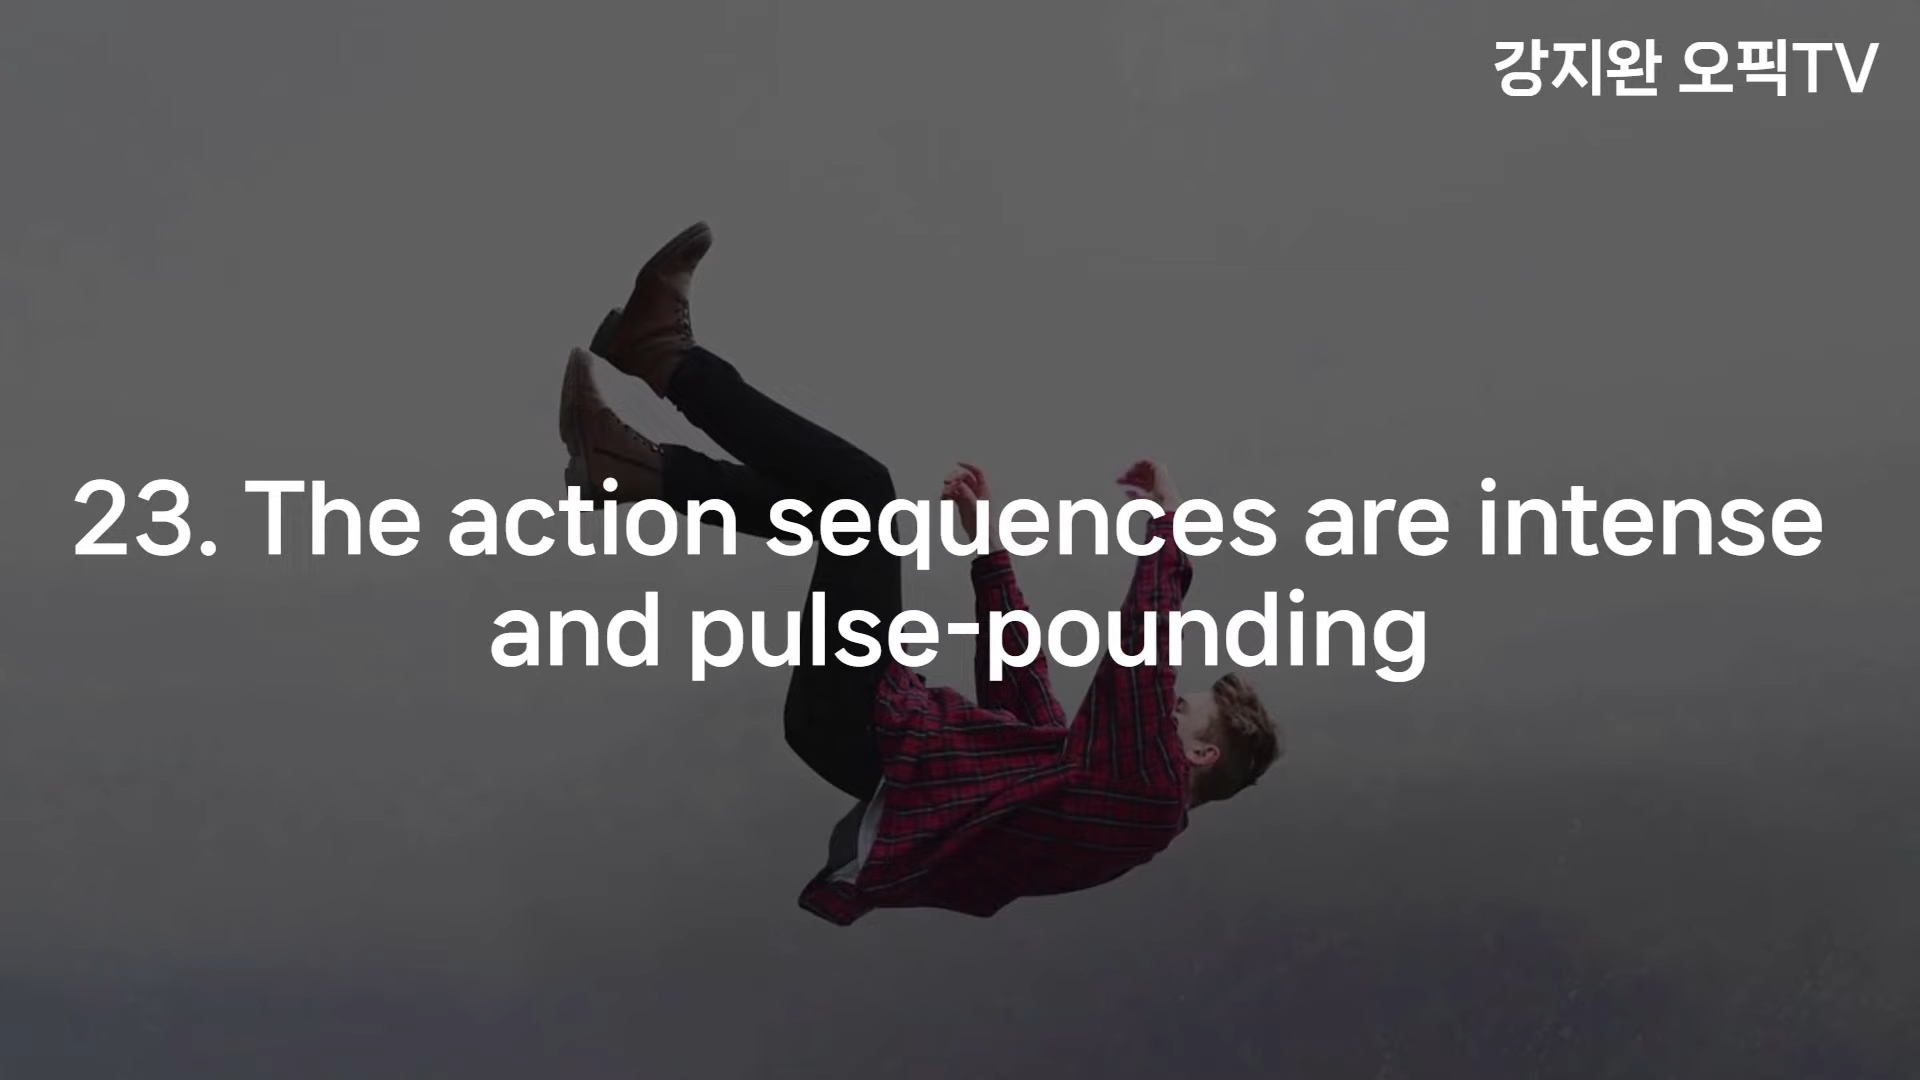 강지완 오픽TV
23. The action sequences are intense
and pulse-pounding